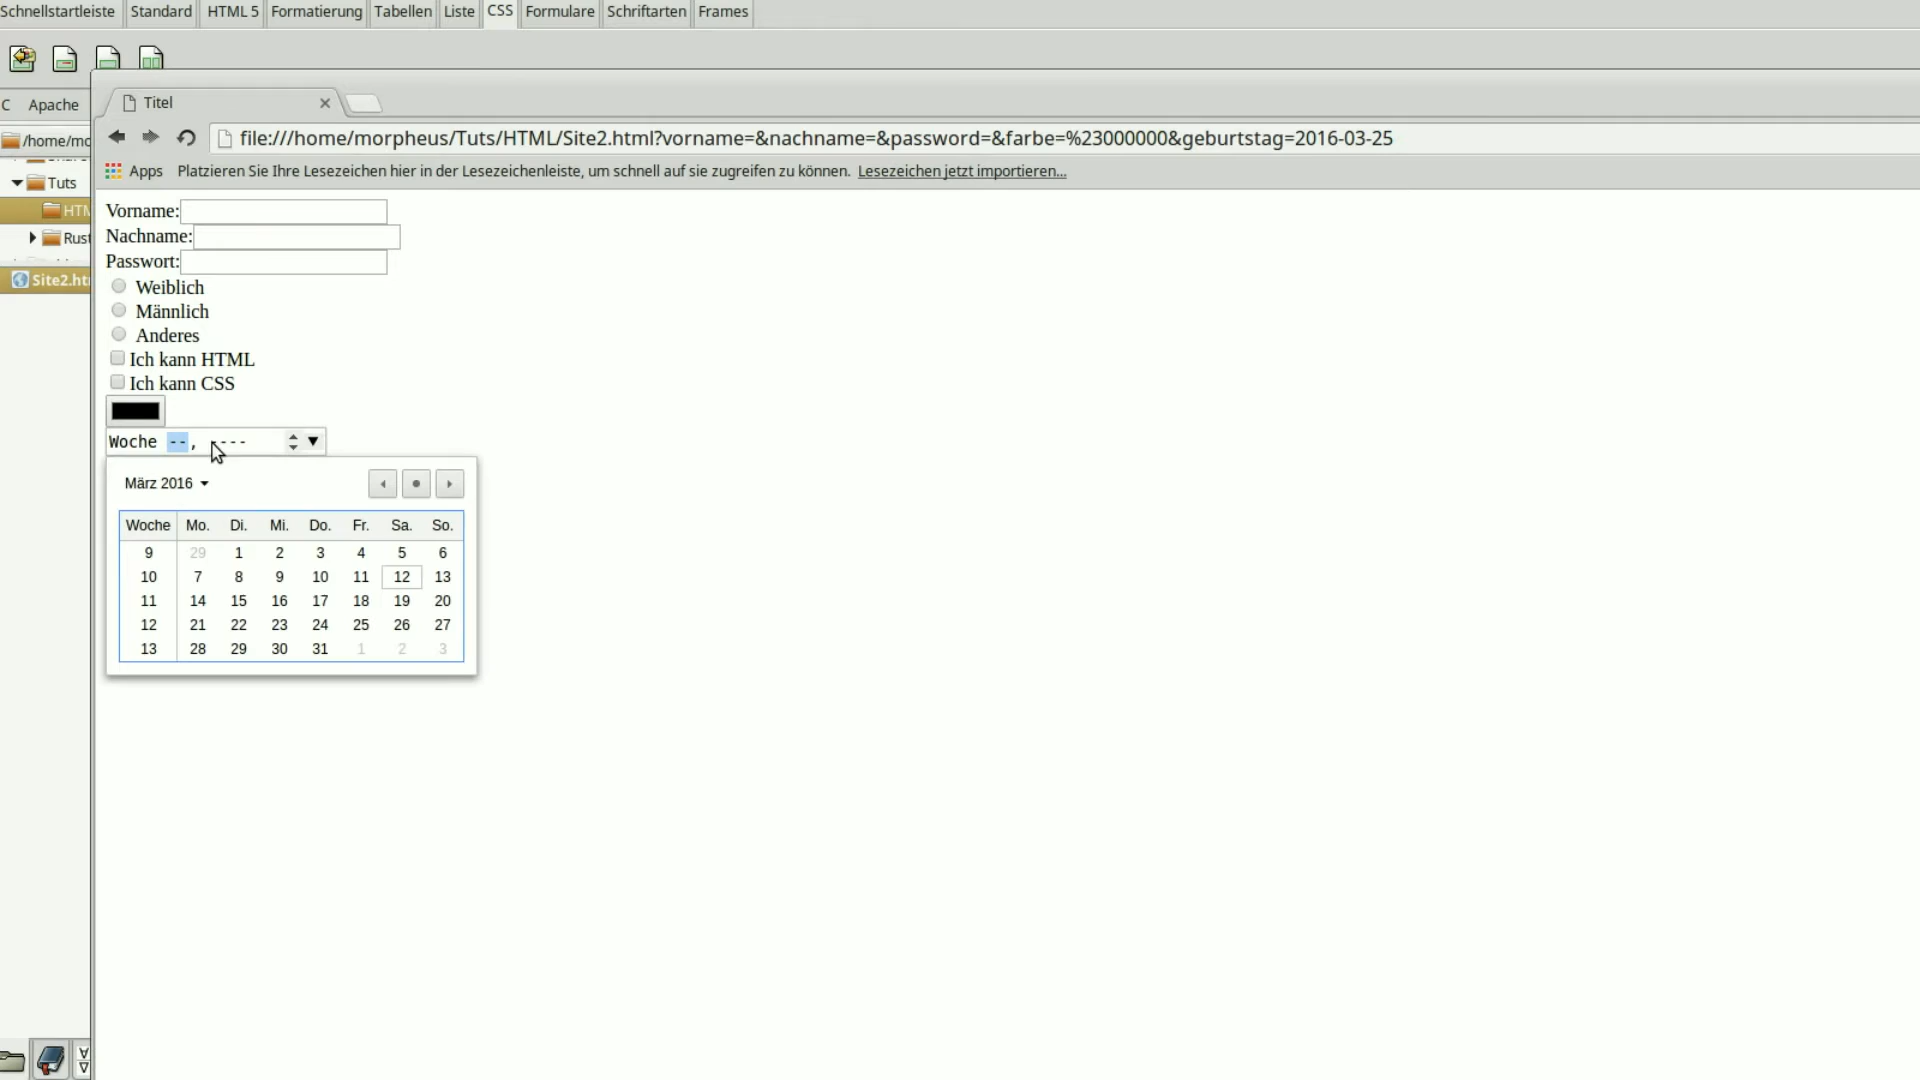 Schnellstartleiste Standard HTML 5 Formatierung Tabellen Liste CSS Formulare Schriftarten Frames
C Apache
Titel
/home/mo
file:///home/morpheus/Tuts/HTML/Site2.html?vorname=&nachname=&password=&farbe=%23000000&geburtstag=2016-03-25
Apps Platzieren Sie Ihre Lesezeichen hier in der Lesezeichenleiste, um schnell auf sie zugreifen zu können. Lesezeichen jetzt importieren...
Tuts
HTM
Rust
Site2.ht
Vorname:
Nachname:
Passwort:
Weiblich
Männlich
Anderes
Ich kann HTML
Ich kann CSS
Woche --, ----
März 2016
Woche Mo. Di. Mi. Do. Fr. Sa. So.
9 29 1 2 3 4 5 6
10 7 8 9 10 11 12 13
11 14 15 16 17 18 19 20
12 21 22 23 24 25 26 27
13 28 29 30 31 1 2 3